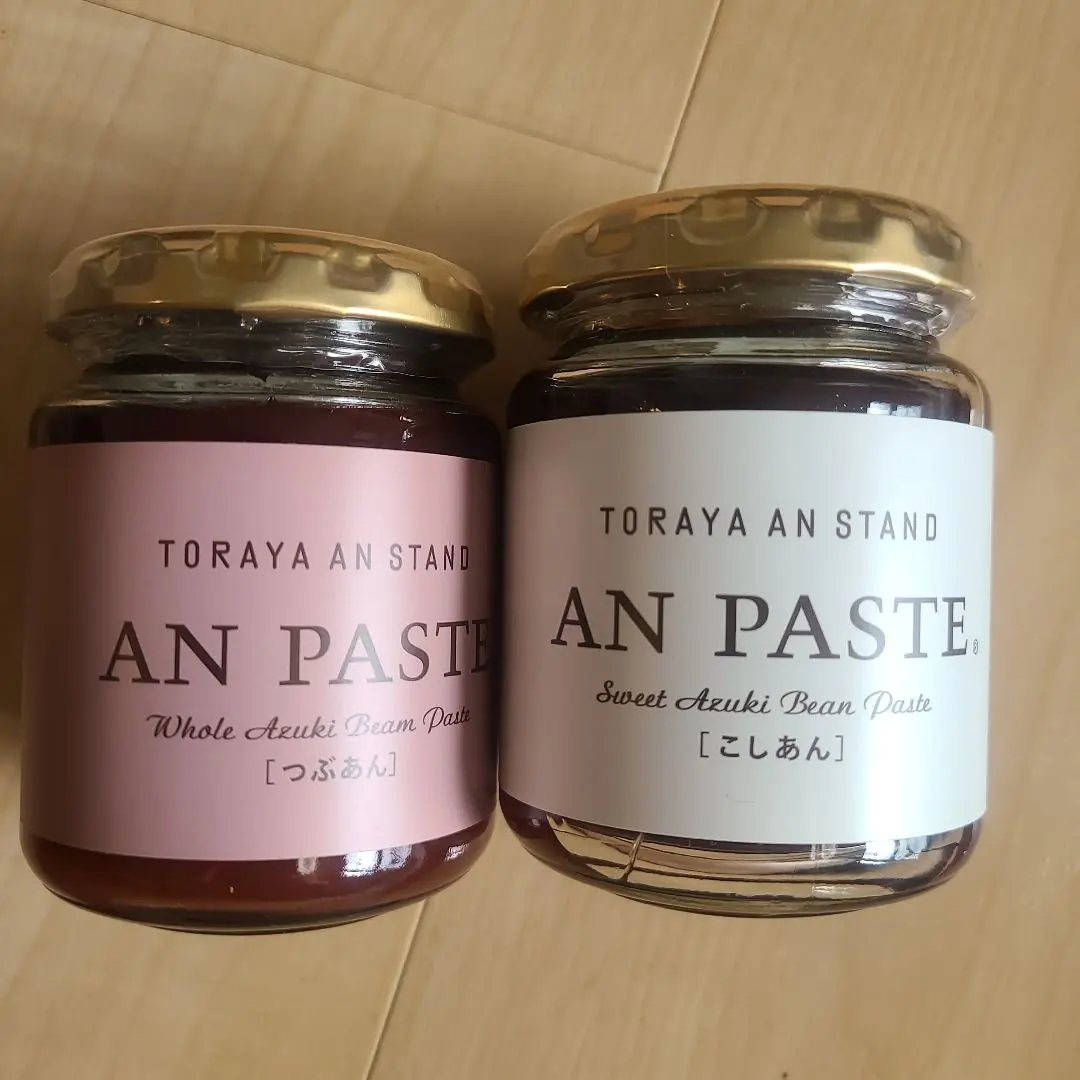 TORAYA AN STAND
AN PASTE
Whole Azuki Beam Paste
[つぶあん]
TORAYA AN STAND
AN PASTE®
Sweet Azuki Bean Paste
[こしあん]